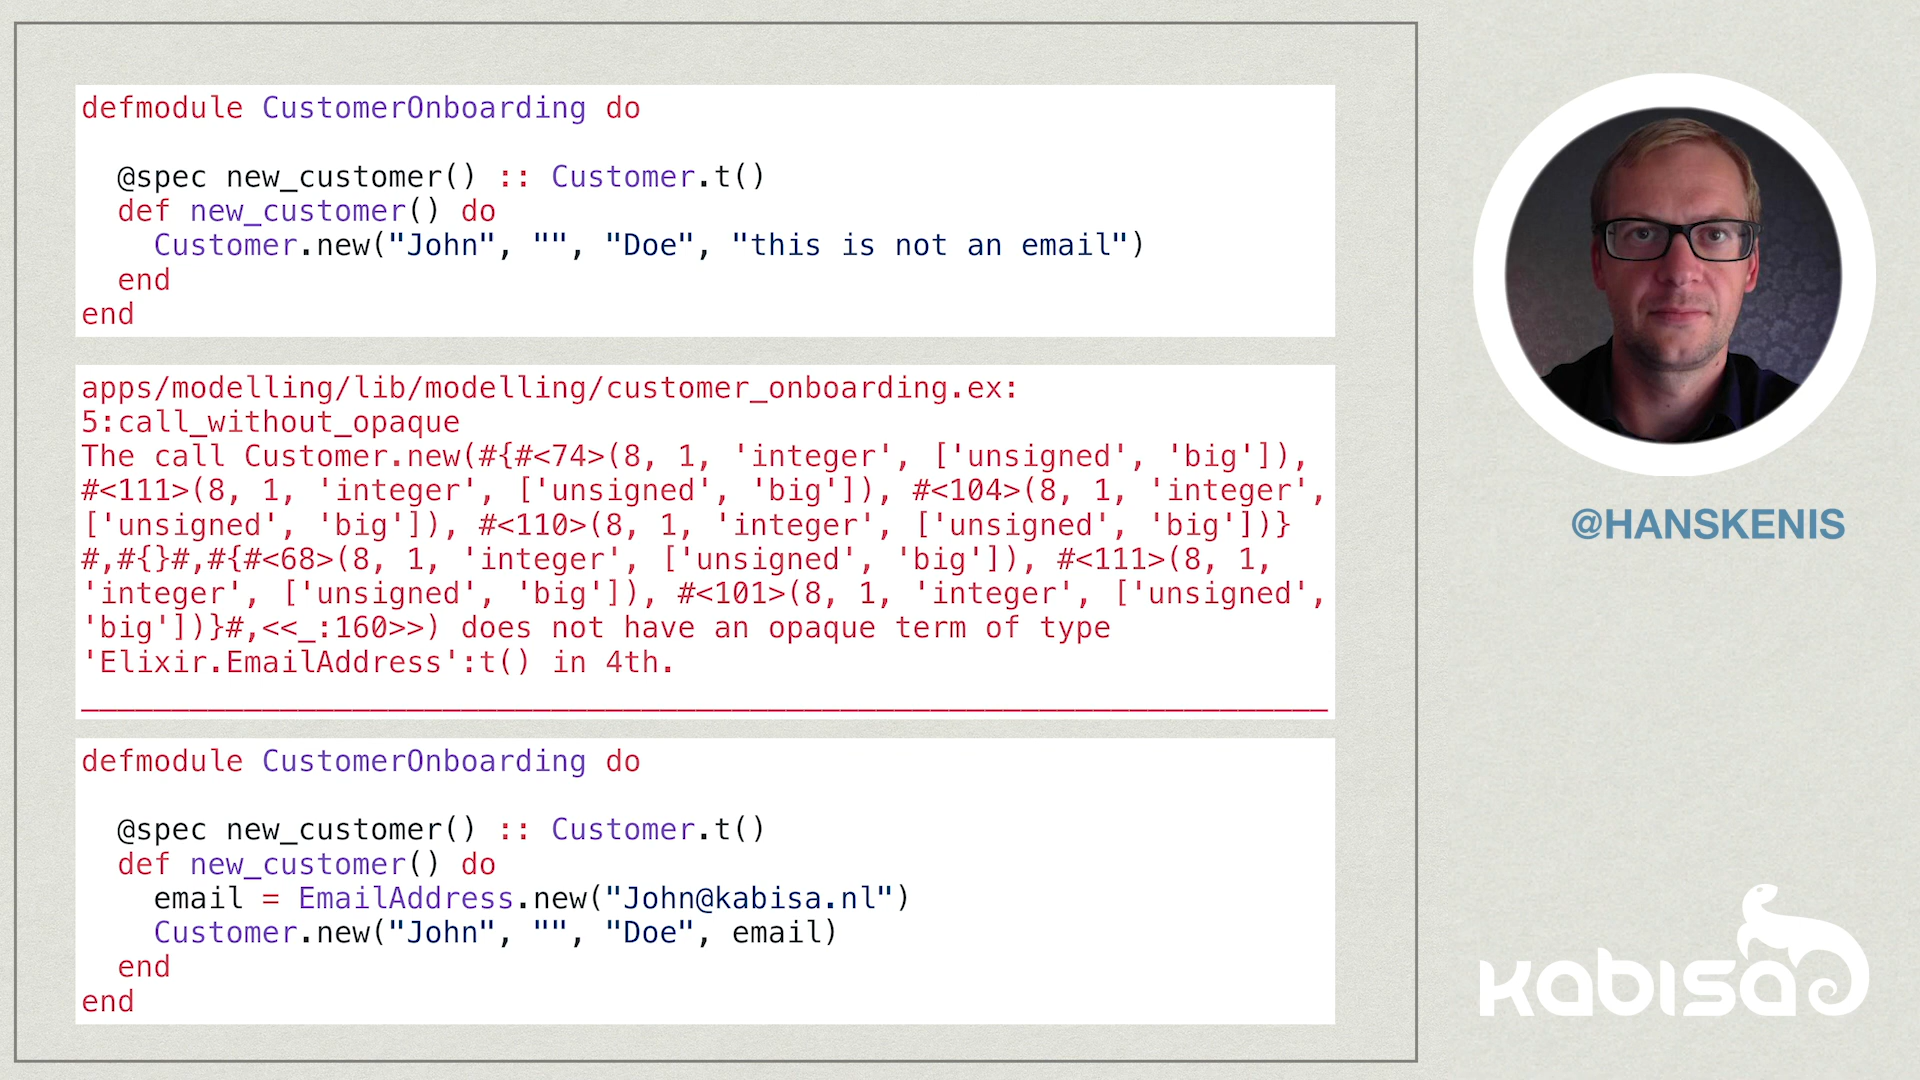 defmodule CustomerOnboarding do
  @spec new_customer() :: Customer.t()
  def new_customer() do
    Customer.new("John", "", "Doe", "this is not an email")
  end
end
apps/modelling/lib/modelling/customer_onboarding.ex:
5:call_without_opaque
The call Customer.new(#{#<74>(8, 1, 'integer', ['unsigned', 'big']),
#<111>(8, 1, 'integer', ['unsigned', 'big']), #<104>(8, 1, 'integer',
['unsigned', 'big']), #<110>(8, 1, 'integer', ['unsigned', 'big'])}
#,#{}#,#{#<68>(8, 1, 'integer', ['unsigned', 'big']), #<111>(8, 1,
'integer', ['unsigned', 'big']), #<101>(8, 1, 'integer', ['unsigned',
'big'])}#,<<_:160>>) does not have an opaque term of type
'Elixir.EmailAddress':t() in 4th.
_____________________________________________________________________
defmodule CustomerOnboarding do
  @spec new_customer() :: Customer.t()
  def new_customer() do
    email = EmailAddress.new("John@kabisa.nl")
    Customer.new("John", "", "Doe", email)
  end
end
@HANSKENIS
kabisa